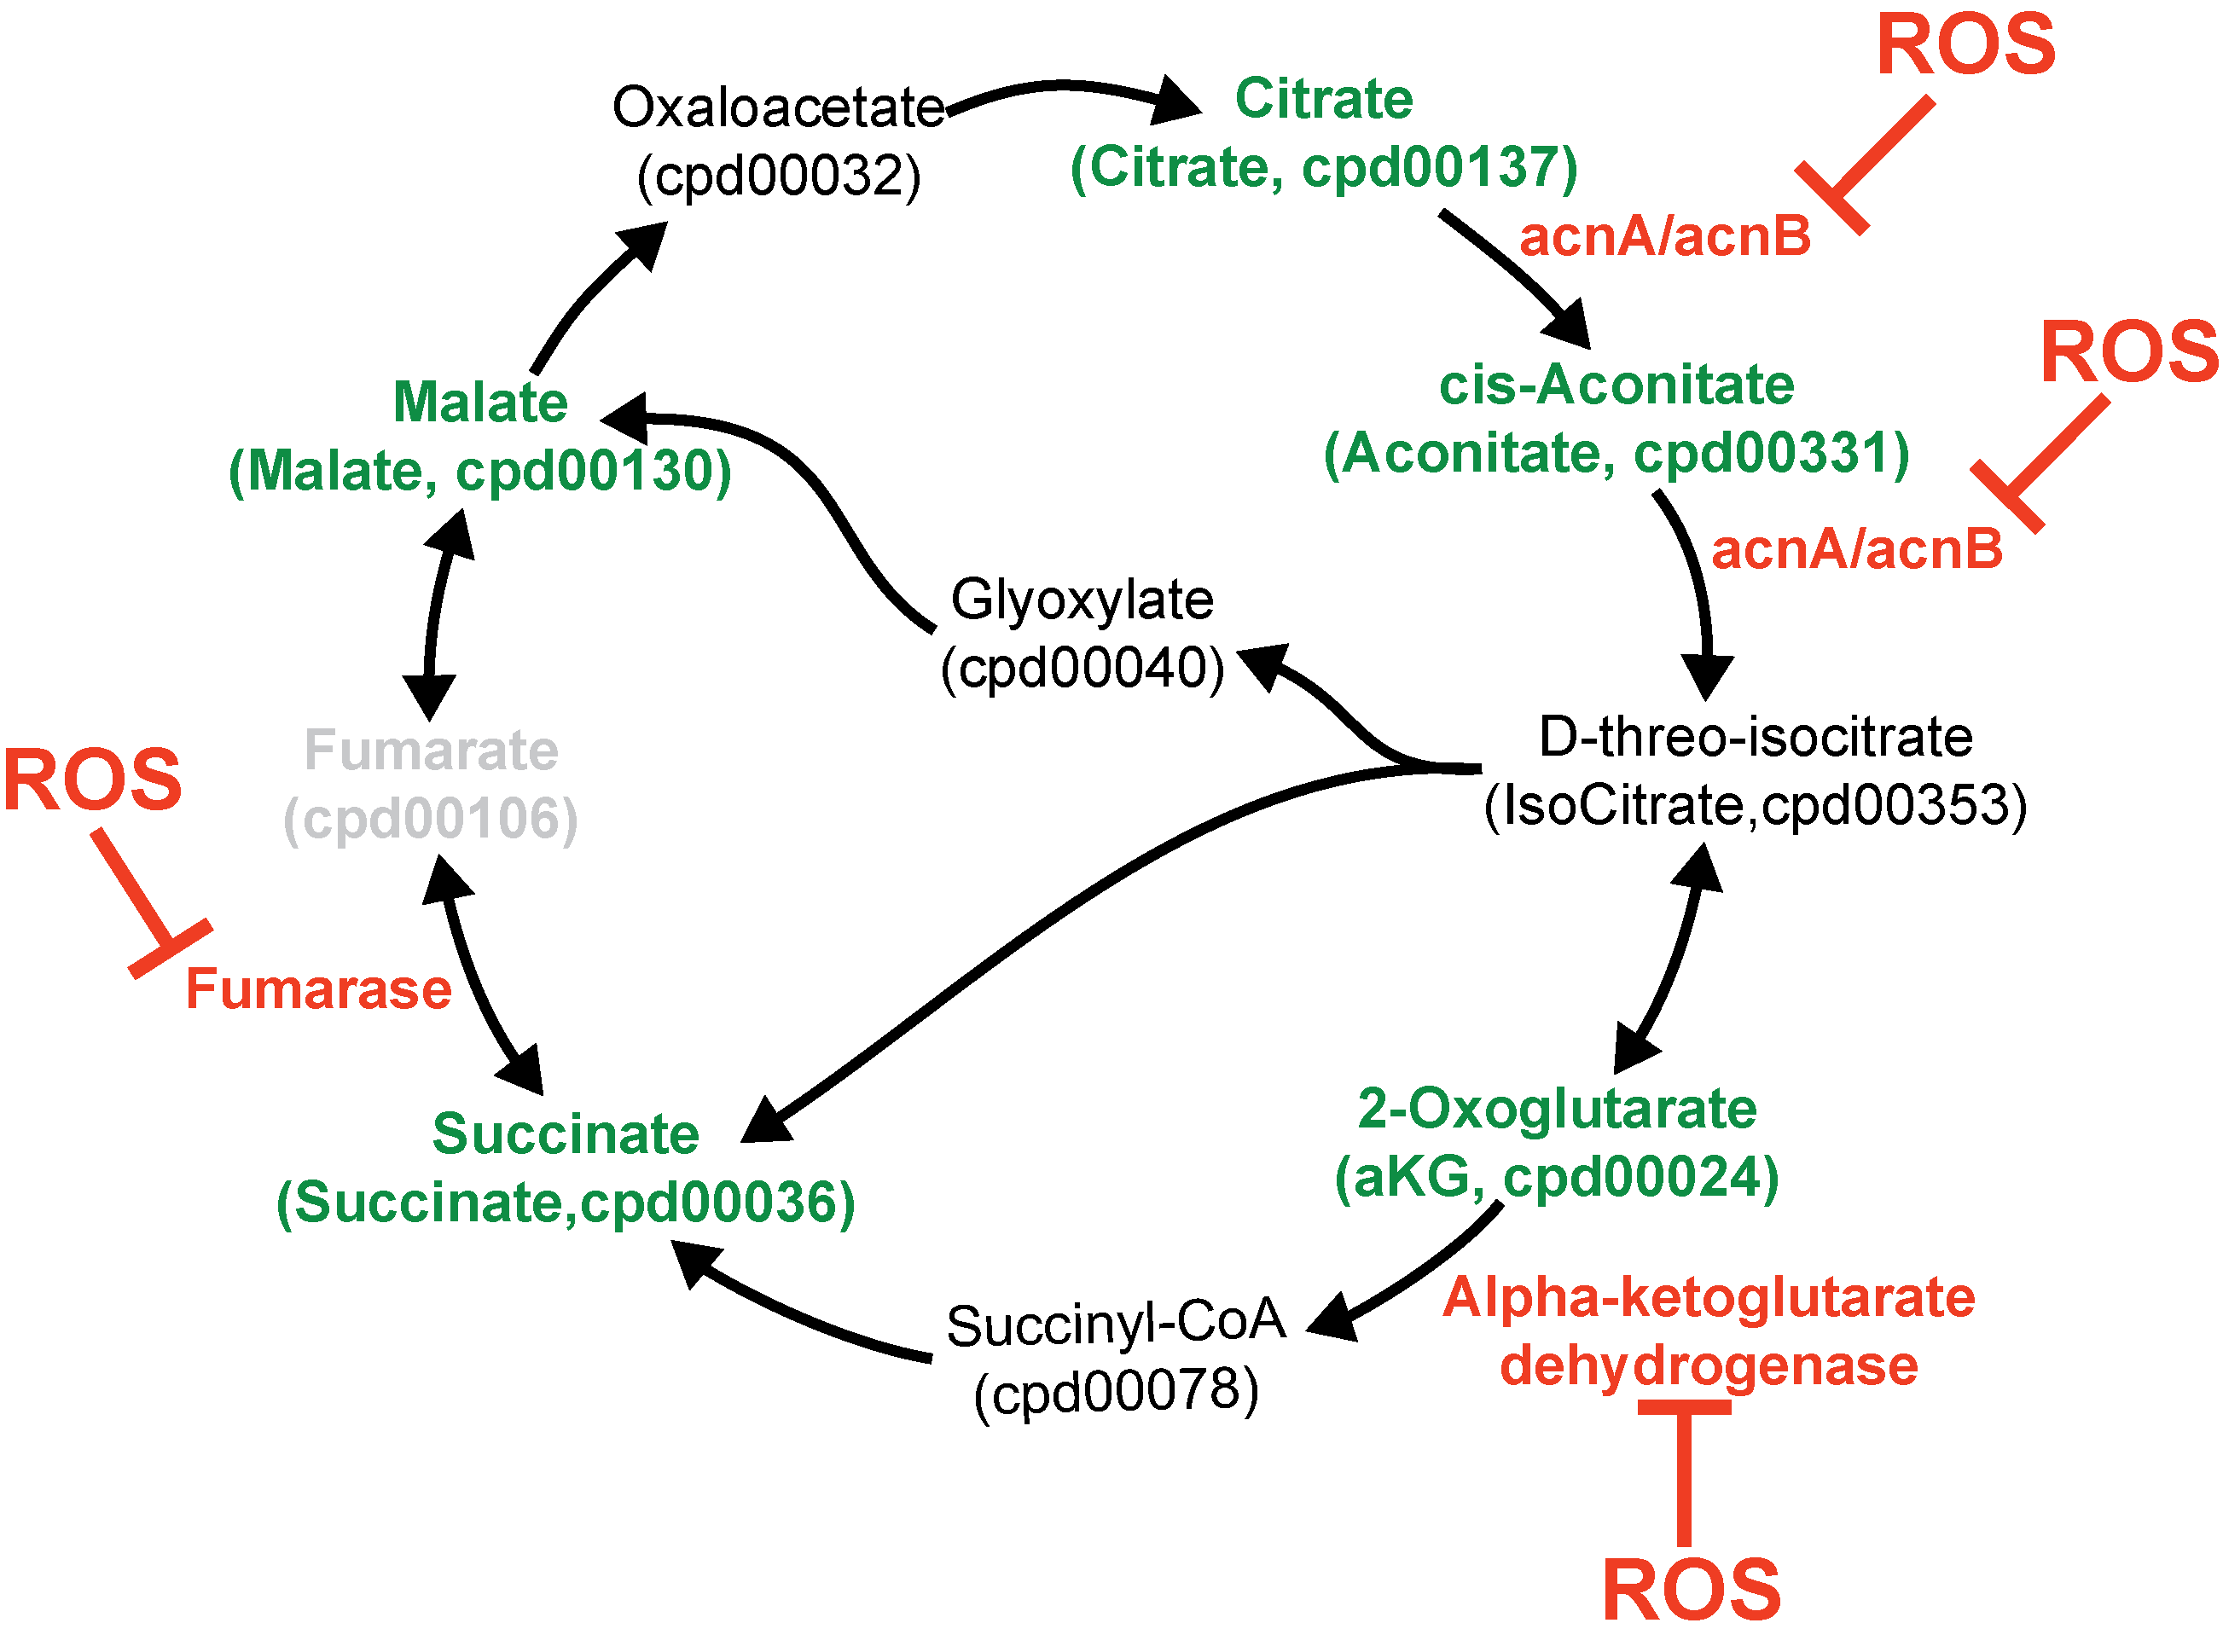 ROS
Oxaloacetate
(cpd00032)
Citrate
(Citrate, cpd00137)
acnA/acnB
ROS
cis-Aconitate
(Aconitate, cpd00331)
Malate
(Malate, cpd00130)
acnA/acnB
Glyoxylate
(cpd00040)
D-threo-isocitrate
(IsoCitrate,cpd00353)
Fumarate
(cpd00106)
ROS
Fumarase
Succinate
(Succinate,cpd00036)
2-Oxoglutarate
(aKG, cpd00024)
Succinyl-CoA
(cpd00078)
Alpha-ketoglutarate
dehydrogenase
ROS